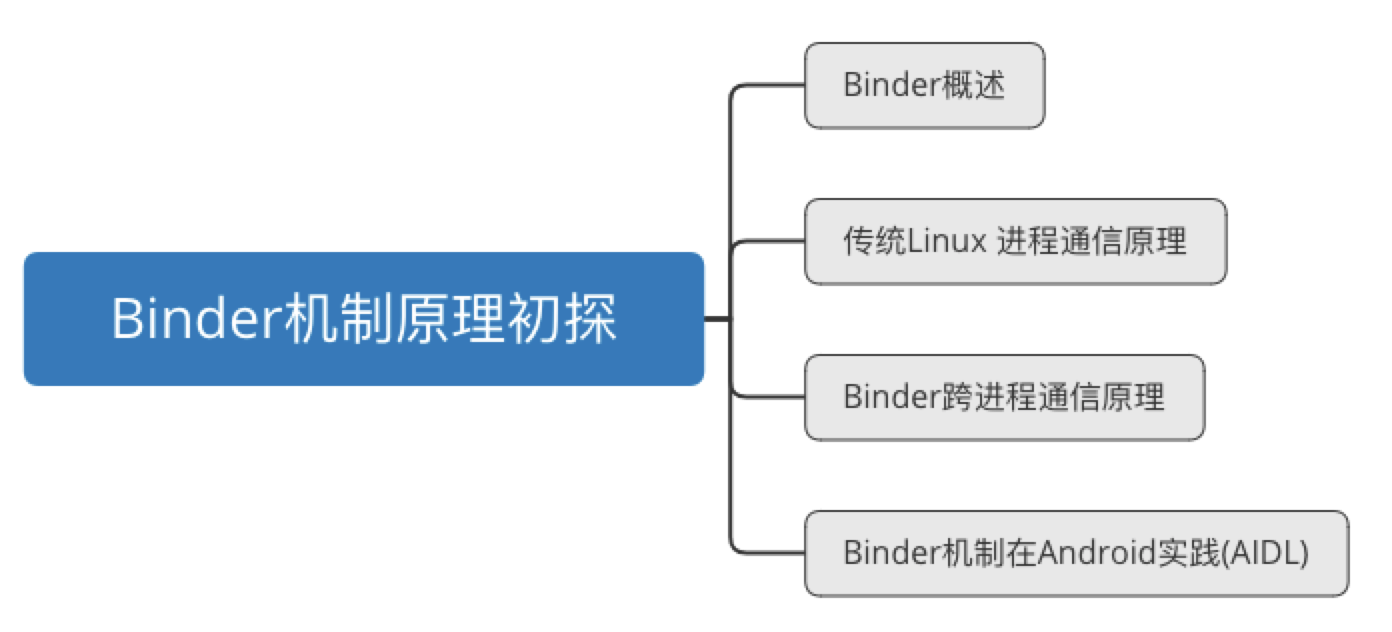 Binder机制原理初探
Binder概述
传统Linux 进程通信原理
Binder跨进程通信原理
Binder机制在Android实践(AIDL)